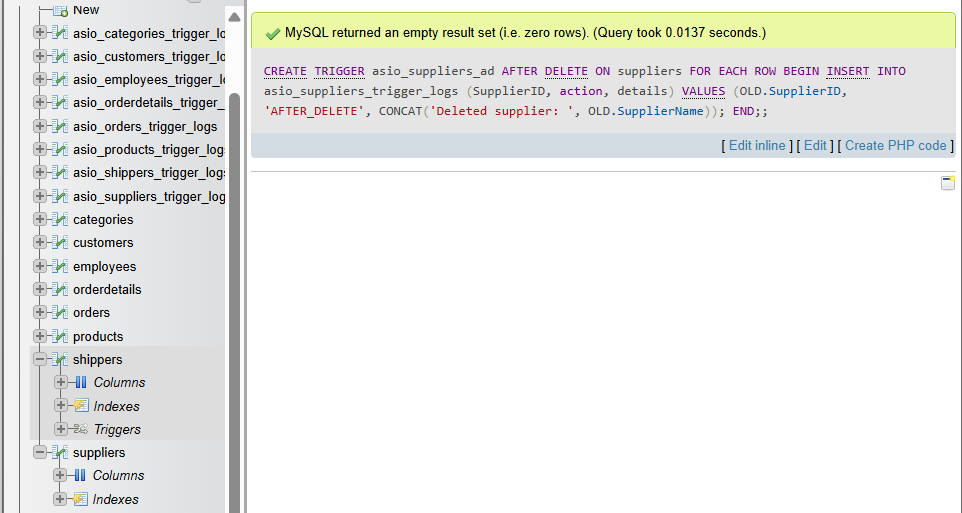 New
asio_categories_trigger_lo
asio_customers_trigger_lo
asio_employees_trigger_l
asio_orderdetails_trigger_
asio_orders_trigger_logs
asio_products_trigger_log
asio_shippers_trigger_log
asio_suppliers_trigger_log
categories
customers
employees
orderdetails
orders
products
shippers
Columns
Indexes
Triggers
suppliers
Columns
Indexes
MySQL returned an empty result set (i.e. zero rows). (Query took 0.0137 seconds.)
CREATE TRIGGER asio_suppliers_ad AFTER DELETE ON suppliers FOR EACH ROW BEGIN INSERT INTO
asio_suppliers_trigger_logs (SupplierID, action, details) VALUES (OLD.SupplierID,
'AFTER_DELETE', CONCAT('Deleted supplier: ', OLD.SupplierName)); END;;
[ Edit inline ] [ Edit ] [ Create PHP code ]